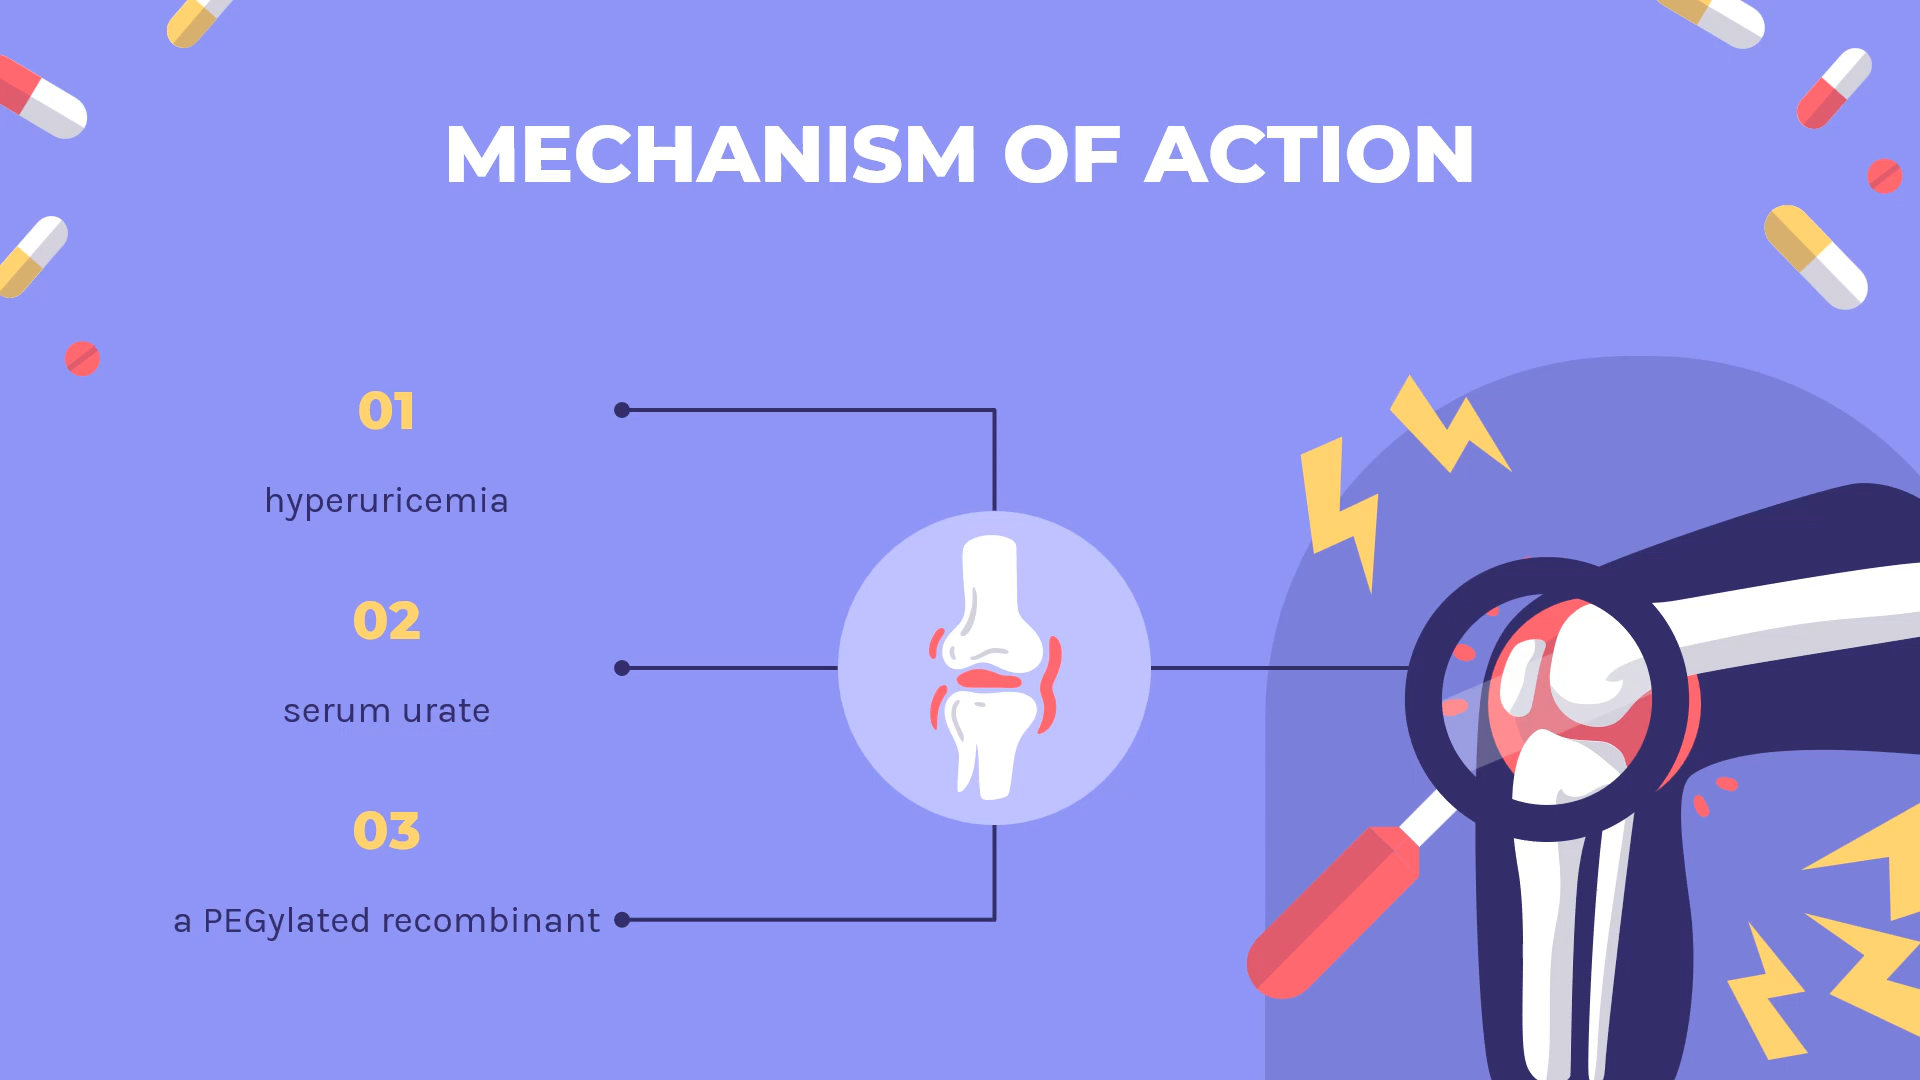 MECHANISM OF ACTION
01
hyperuricemia
02
serum urate
03
a PEGylated recombinant